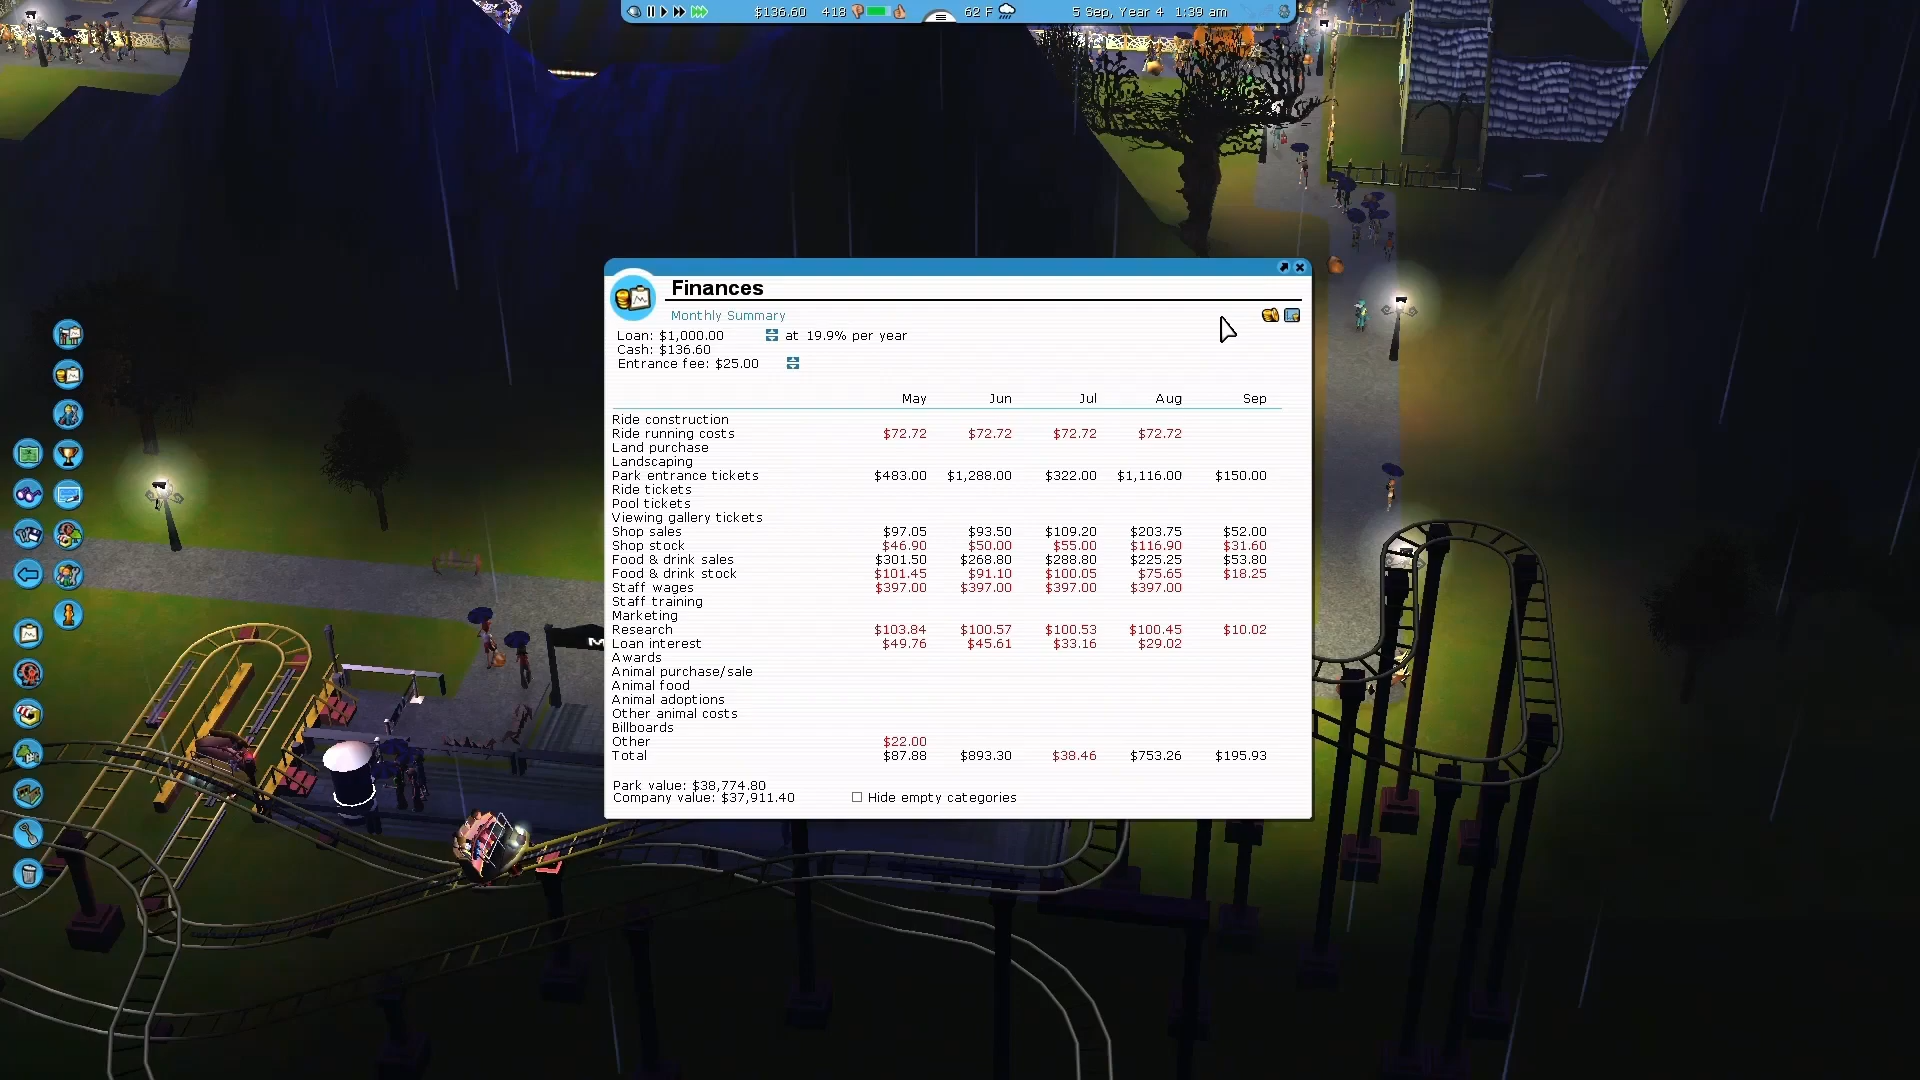 $136.60 418 62 F 5 Sep, Year 4 1:39 am
Finances
Monthly Summary
Loan: $1,000.00 at 19.9% per year
Cash: $136.60
Entrance fee: $25.00
May Jun Jul Aug Sep
Ride construction
Ride running costs $72.72 $72.72 $72.72 $72.72
Land purchase
Landscaping
Park entrance tickets $483.00 $1,288.00 $322.00 $1,116.00 $150.00
Ride tickets
Pool tickets
Viewing gallery tickets
Shop sales $97.05 $93.50 $109.20 $203.75 $52.00
Shop stock $46.90 $50.00 $55.00 $116.90 $31.60
Food & drink sales $301.50 $268.80 $288.80 $225.25 $53.80
Food & drink stock $101.45 $91.10 $100.05 $75.65 $18.25
Staff wages $397.00 $397.00 $397.00 $397.00
Staff training
Marketing
Research $103.84 $100.57 $100.53 $100.45 $10.02
Loan interest $49.76 $45.61 $33.16 $29.02
Awards
Animal purchase/sale
Animal food
Animal adoptions
Other animal costs
Billboards
Other $22.00
Total $87.88 $893.30 $38.46 $753.26 $195.93
Park value: $38,774.80
Company value: $37,911.40 Hide empty categories